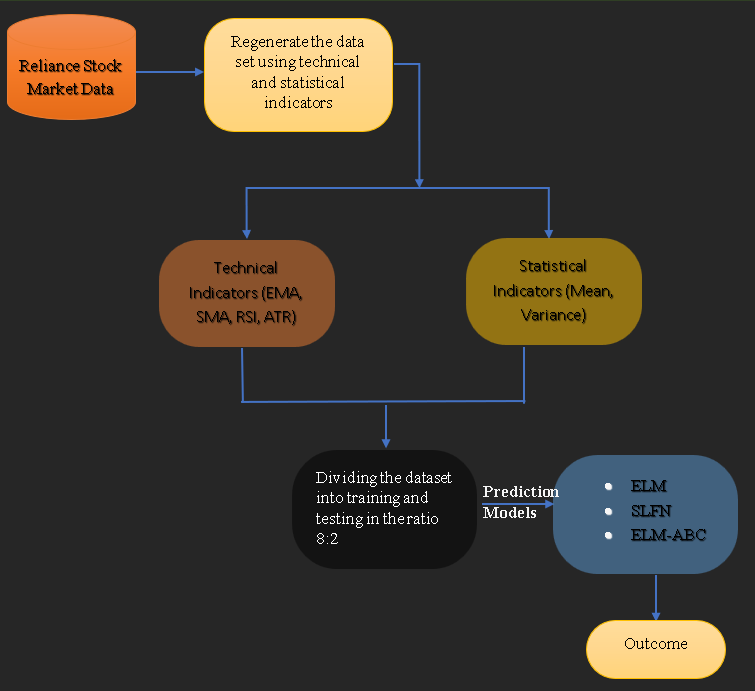 Reliance Stock
Market Data
Regenerate the data
set using technical
and statistical
indicators
Technical
Indicators (EMA,
SMA, RSI, ATR)
Statistical
Indicators (Mean,
Variance)
Dividing the dataset
into training and
testing in the ratio
8:2
Prediction
Models
• ELM
• SLFN
• ELM-ABC
Outcome